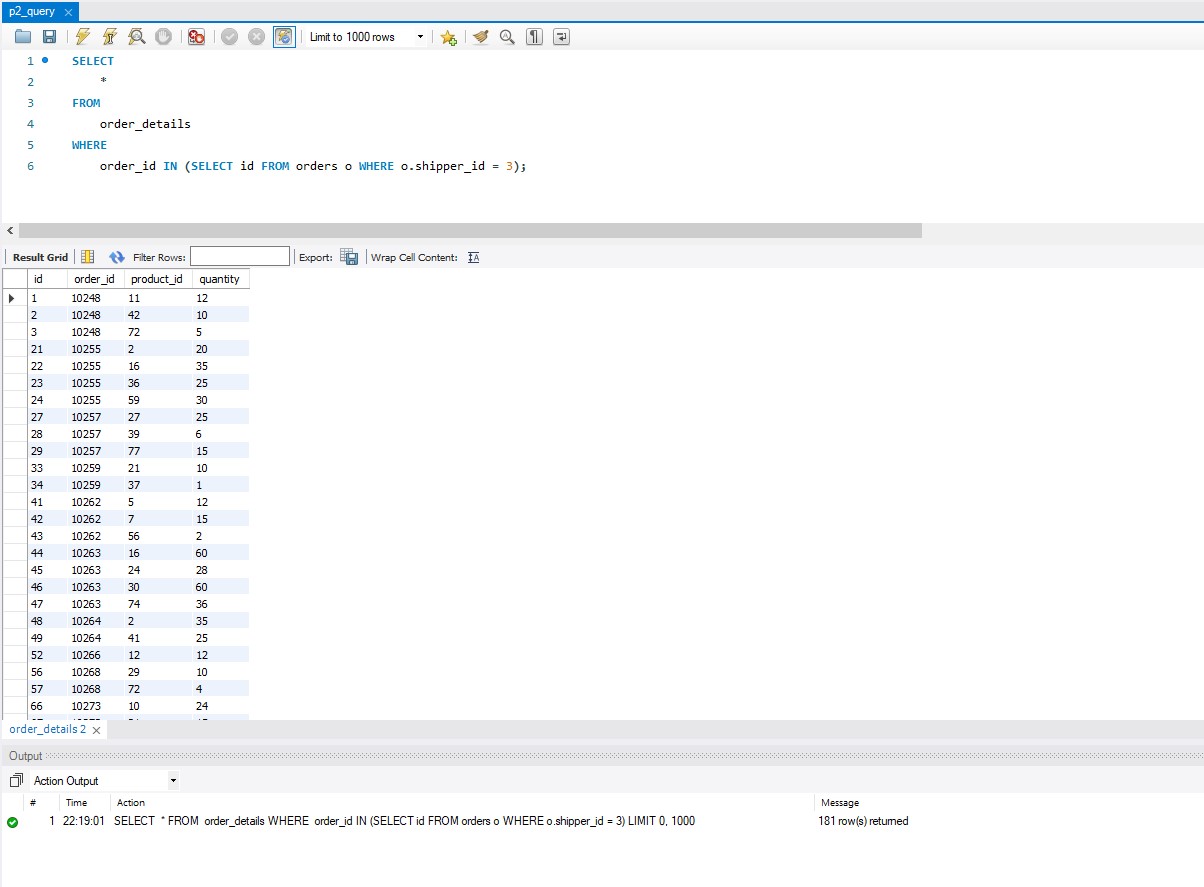 p2_query
Limit to 1000 rows
1 SELECT
2 *
3 FROM
4 order_details
5 WHERE
6 order_id IN (SELECT id FROM orders o WHERE o.shipper_id = 3);
Result Grid Filter Rows: Export: Wrap Cell Content:
id order_id product_id quantity
1 10248 11 12
2 10248 42 10
3 10248 72 5
21 10255 2 20
22 10255 16 35
23 10255 36 25
24 10255 59 30
27 10257 27 25
28 10257 39 6
29 10257 77 15
33 10259 21 10
34 10259 37 1
41 10262 5 12
42 10262 7 15
43 10262 56 2
44 10263 16 60
45 10263 24 28
46 10263 30 60
47 10263 74 36
48 10264 2 35
49 10264 41 25
52 10266 12 12
56 10268 29 10
57 10268 72 4
66 10273 10 24
order_details 2
Output
Action Output
# Time Action Message
1 22:19:01 SELECT * FROM order_details WHERE order_id IN (SELECT id FROM orders o WHERE o.shipper_id = 3) LIMIT 0, 1000 181 row(s) returned